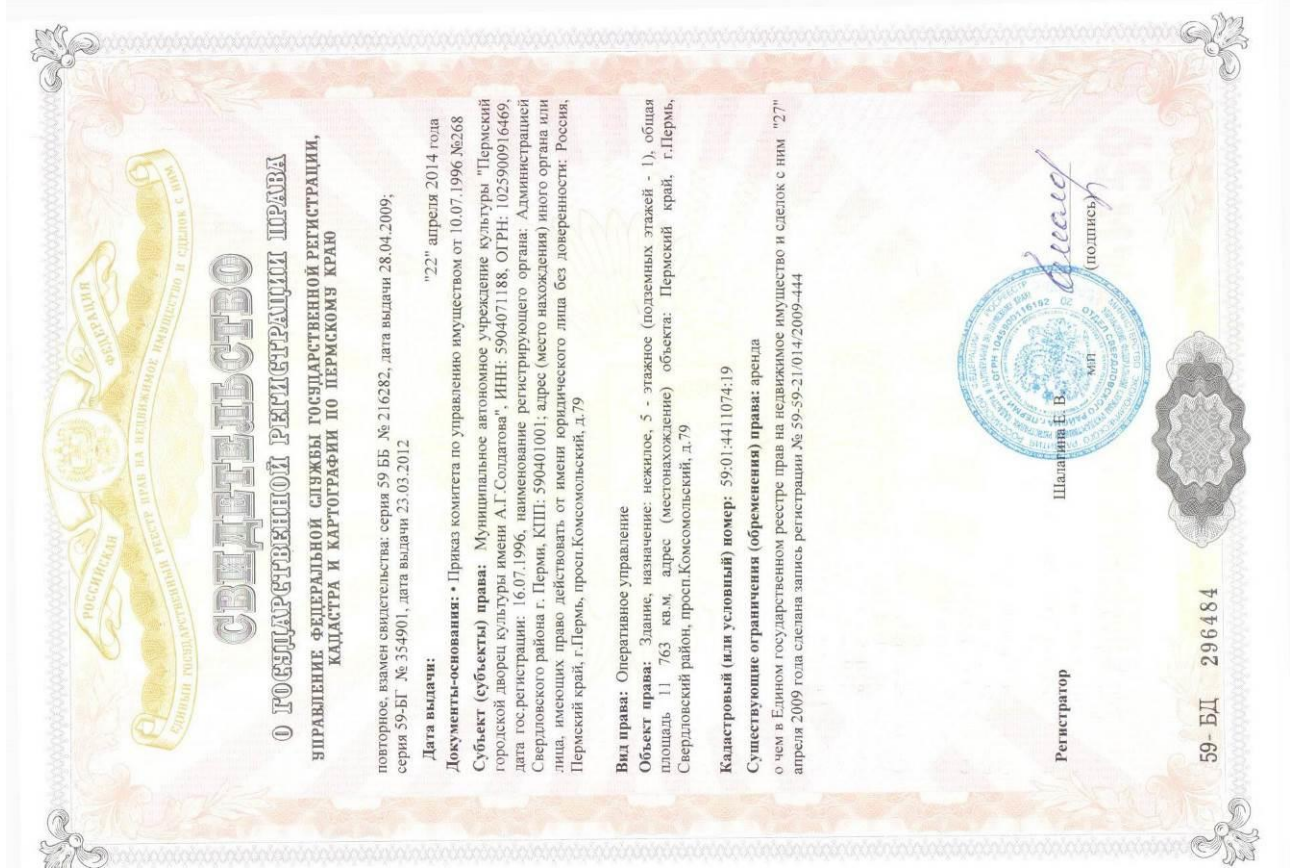 РОССИЙСКАЯ ФЕДЕРАЦИЯ
ЕДИНЫЙ ГОСУДАРСТВЕННЫЙ РЕЕСТР ПРАВ НА НЕДВИЖИМОЕ ИМУЩЕСТВО И СДЕЛОК С НИМ
СВИДЕТЕЛЬСТВО
О ГОСУДАРСТВЕННОЙ РЕГИСТРАЦИИ ПРАВА
УПРАВЛЕНИЕ ФЕДЕРАЛЬНОЙ СЛУЖБЫ ГОСУДАРСТВЕННОЙ РЕГИСТРАЦИИ,
КАДАСТРА И КАРТОГРАФИИ ПО ПЕРМСКОМУ КРАЮ
повторное, взамен свидетельства: серия 59 ББ № 216282, дата выдачи 28.04.2009;
серия 59-БГ № 354901, дата выдачи 23.03.2012
Дата выдачи: "22" апреля 2014 года
Документы-основания: • Приказ комитета по управлению имуществом от 10.07.1996 №268
Субъект (субъекты) права: Муниципальное автономное учреждение культуры "Пермский
городской дворец культуры имени А.Г.Солдатова", ИНН: 5904071188, ОГРН: 1025900916469,
дата гос.регистрации: 16.07.1996, наименование регистрирующего органа: Администрацией
Свердловского района г. Перми, КПП: 590401001; адрес (место нахождения) иного органа или
лица, имеющих право действовать от имени юридического лица без доверенности: Россия,
Пермский край, г.Пермь, просп.Комсомольский, д.79
Вид права: Оперативное управление
Объект права: Здание, назначение: нежилое, 5 - этажное (подземных этажей - 1), общая
площадь 11 763 кв.м, адрес (местонахождение) объекта: Пермский край, г.Пермь,
Свердловский район, просп.Комсомольский, д.79
Кадастровый (или условный) номер: 59:01:4411074:19
Существующие ограничения (обременения) права: аренда
о чем в Едином государственном реестре прав на недвижимое имущество и сделок с ним "27"
апреля 2009 года сделана запись регистрации № 59-59-21/014/2009-444
Регистратор Шалагина Е. В.
МП (подпись)
59- БД 296484